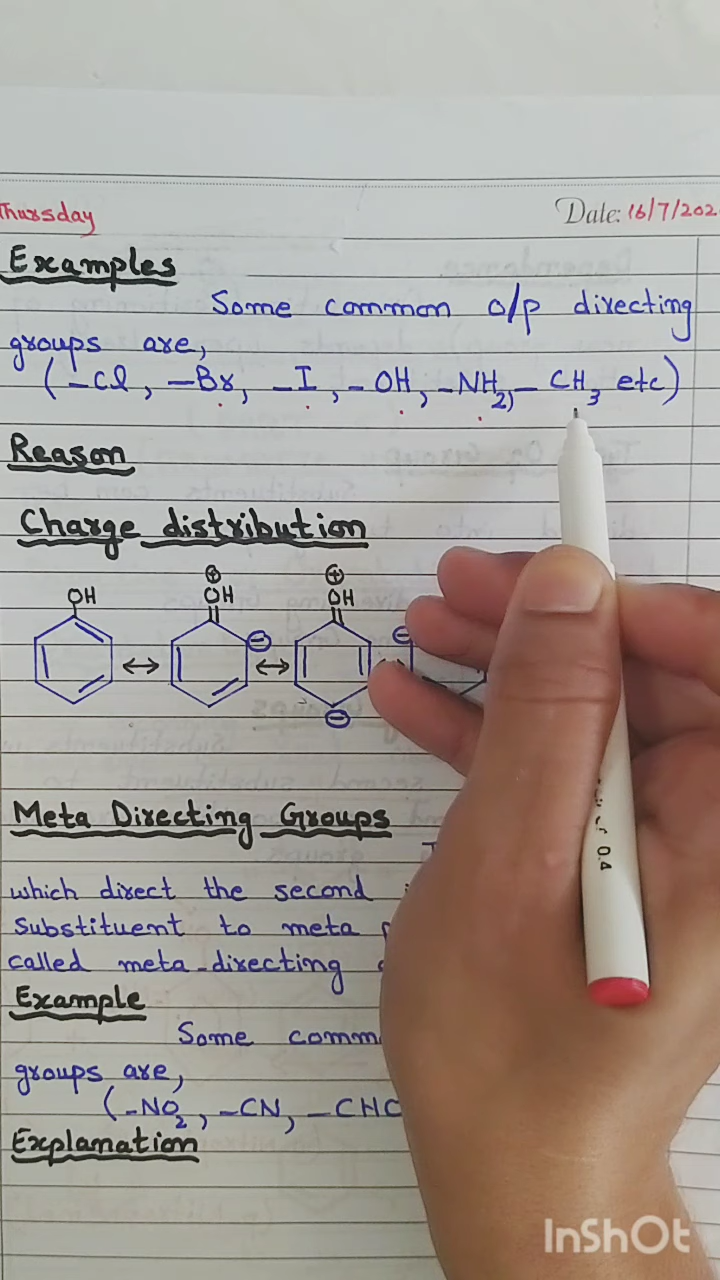 Thursday
Date: 16/7/202
Examples
Some common o/p directing
groups are,
(-Cl, -Br, -I, -OH, -NH₂, -CH₃ etc)
Reason
Charge distribution
⊕ ⊕
OH OH OH
⊖ ⊖
⊖
Meta Directing Groups
which direct the second
substituent to meta
called meta-directing
Example
Some
groups are,
(-NO₂, -CN,
Explanation
0.4
InShOt